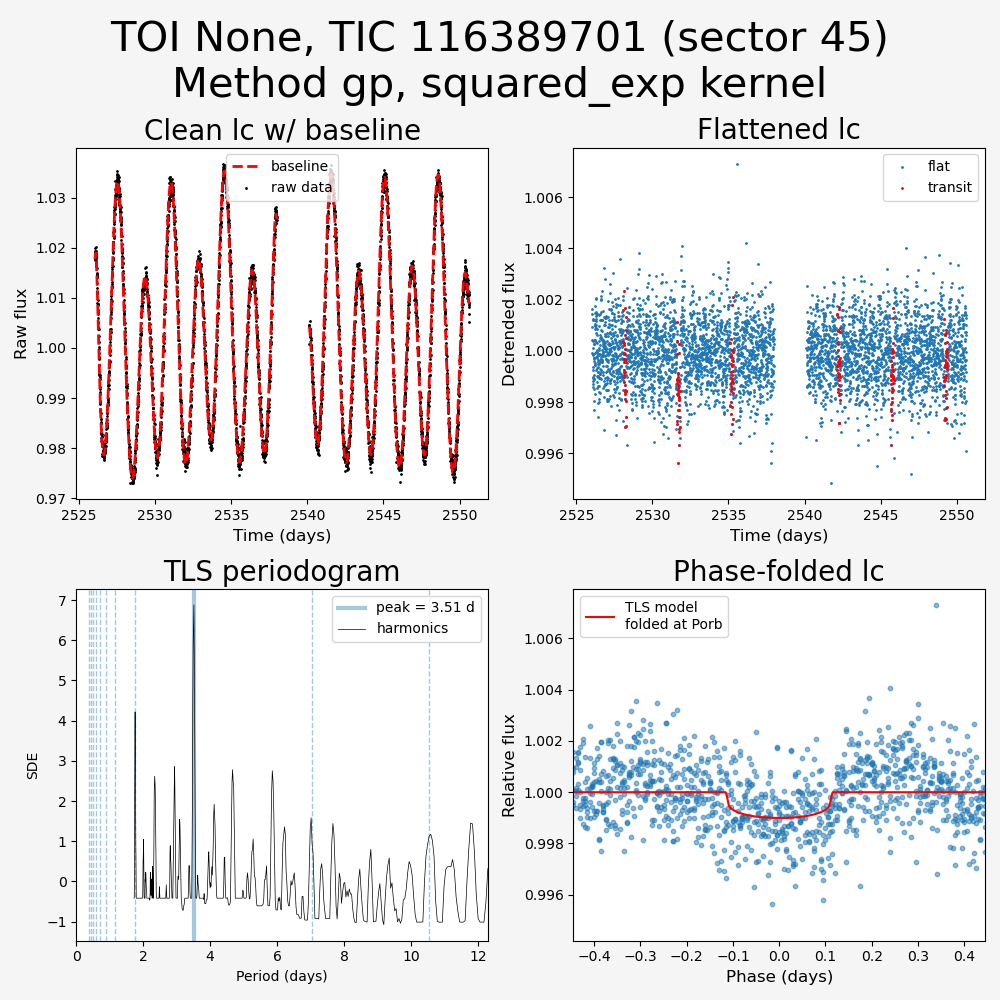 TOI None, TIC 116389701 (sector 45)
Method gp, squared_exp kernel
Clean lc w/ baseline
Flattened lc
baseline
raw data
flat
transit
1.03
1.02
1.01
1.00
0.99
0.98
0.97
Raw flux
2525
2530
2535
2540
2545
2550
Time (days)
1.006
1.004
1.002
1.000
0.998
0.996
Detrended flux
2525
2530
2535
2540
2545
2550
Time (days)
TLS periodogram
Phase-folded lc
peak = 3.51 d
harmonics
TLS model
folded at Porb
7
6
5
4
3
2
1
0
−1
SDE
0
2
4
6
8
10
12
Period (days)
1.006
1.004
1.002
1.000
0.998
0.996
Relative flux
−0.4
−0.3
−0.2
−0.1
0.0
0.1
0.2
0.3
0.4
Phase (days)